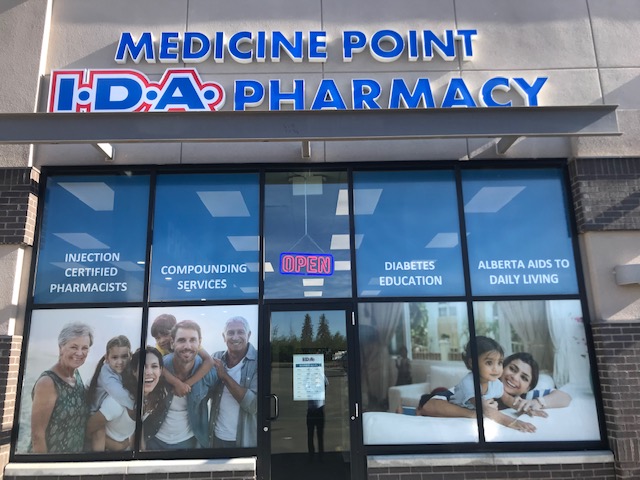 MEDICINE POINT
I·D·A· PHARMACY
INJECTION
CERTIFIED
PHARMACISTS
COMPOUNDING
SERVICES
OPEN
DIABETES
EDUCATION
ALBERTA AIDS TO
DAILY LIVING
I·D·A·